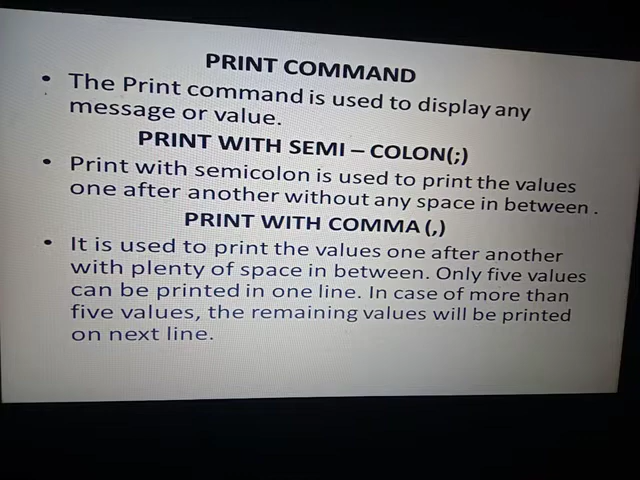 PRINT COMMAND
• The Print command is used to display any
message or value.
PRINT WITH SEMI – COLON(;)
• Print with semicolon is used to print the values
one after another without any space in between .
PRINT WITH COMMA (,)
• It is used to print the values one after another
with plenty of space in between. Only five values
can be printed in one line. In case of more than
five values, the remaining values will be printed
on next line.